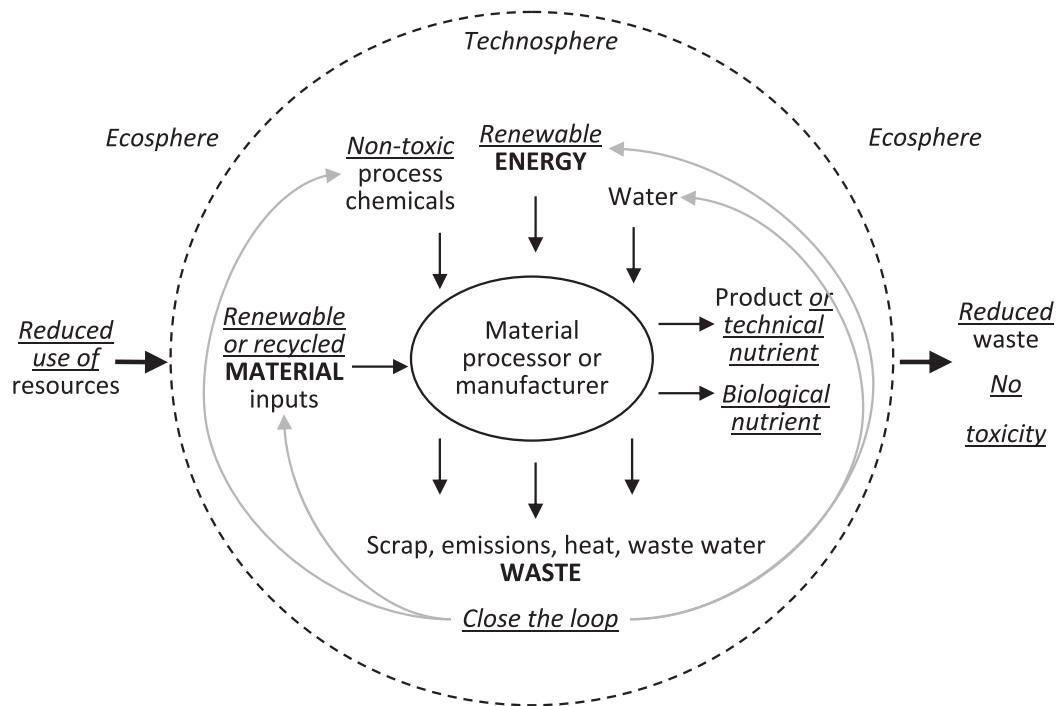 Technosphere
Ecosphere
Ecosphere
Non-toxic
process
chemicals
Renewable
ENERGY
Water
Reduced
use of
resources
Renewable
or recycled
MATERIAL
inputs
Material
processor or
manufacturer
Product or
technical
nutrient
Biological
nutrient
Reduced
waste
No
toxicity
Scrap, emissions, heat, waste water
WASTE
Close the loop